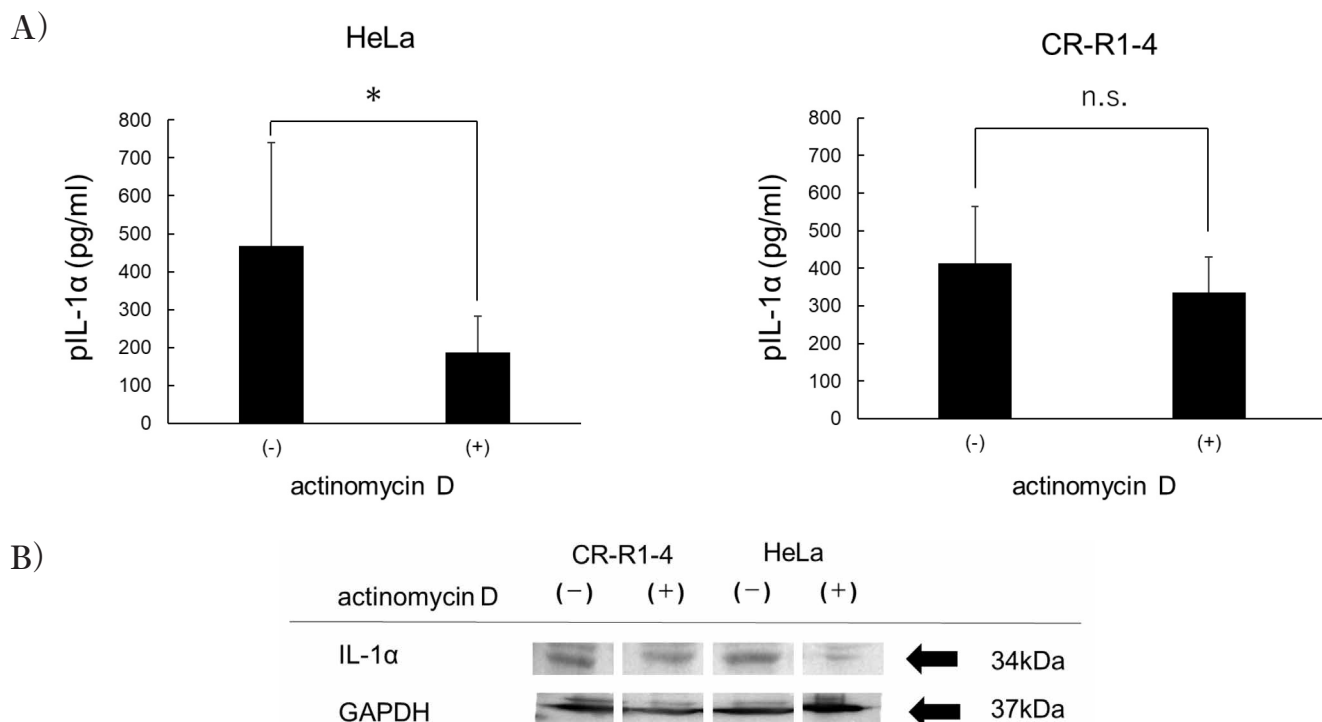 A)
HeLa
*
pIL-1α (pg/ml)
800
700
600
500
400
300
200
100
0
(-) (+)
actinomycin D
CR-R1-4
n.s.
pIL-1α (pg/ml)
800
700
600
500
400
300
200
100
0
(-) (+)
actinomycin D
B)
CR-R1-4 HeLa
actinomycin D (−) (+) (−) (+)
IL-1α 34kDa
GAPDH 37kDa